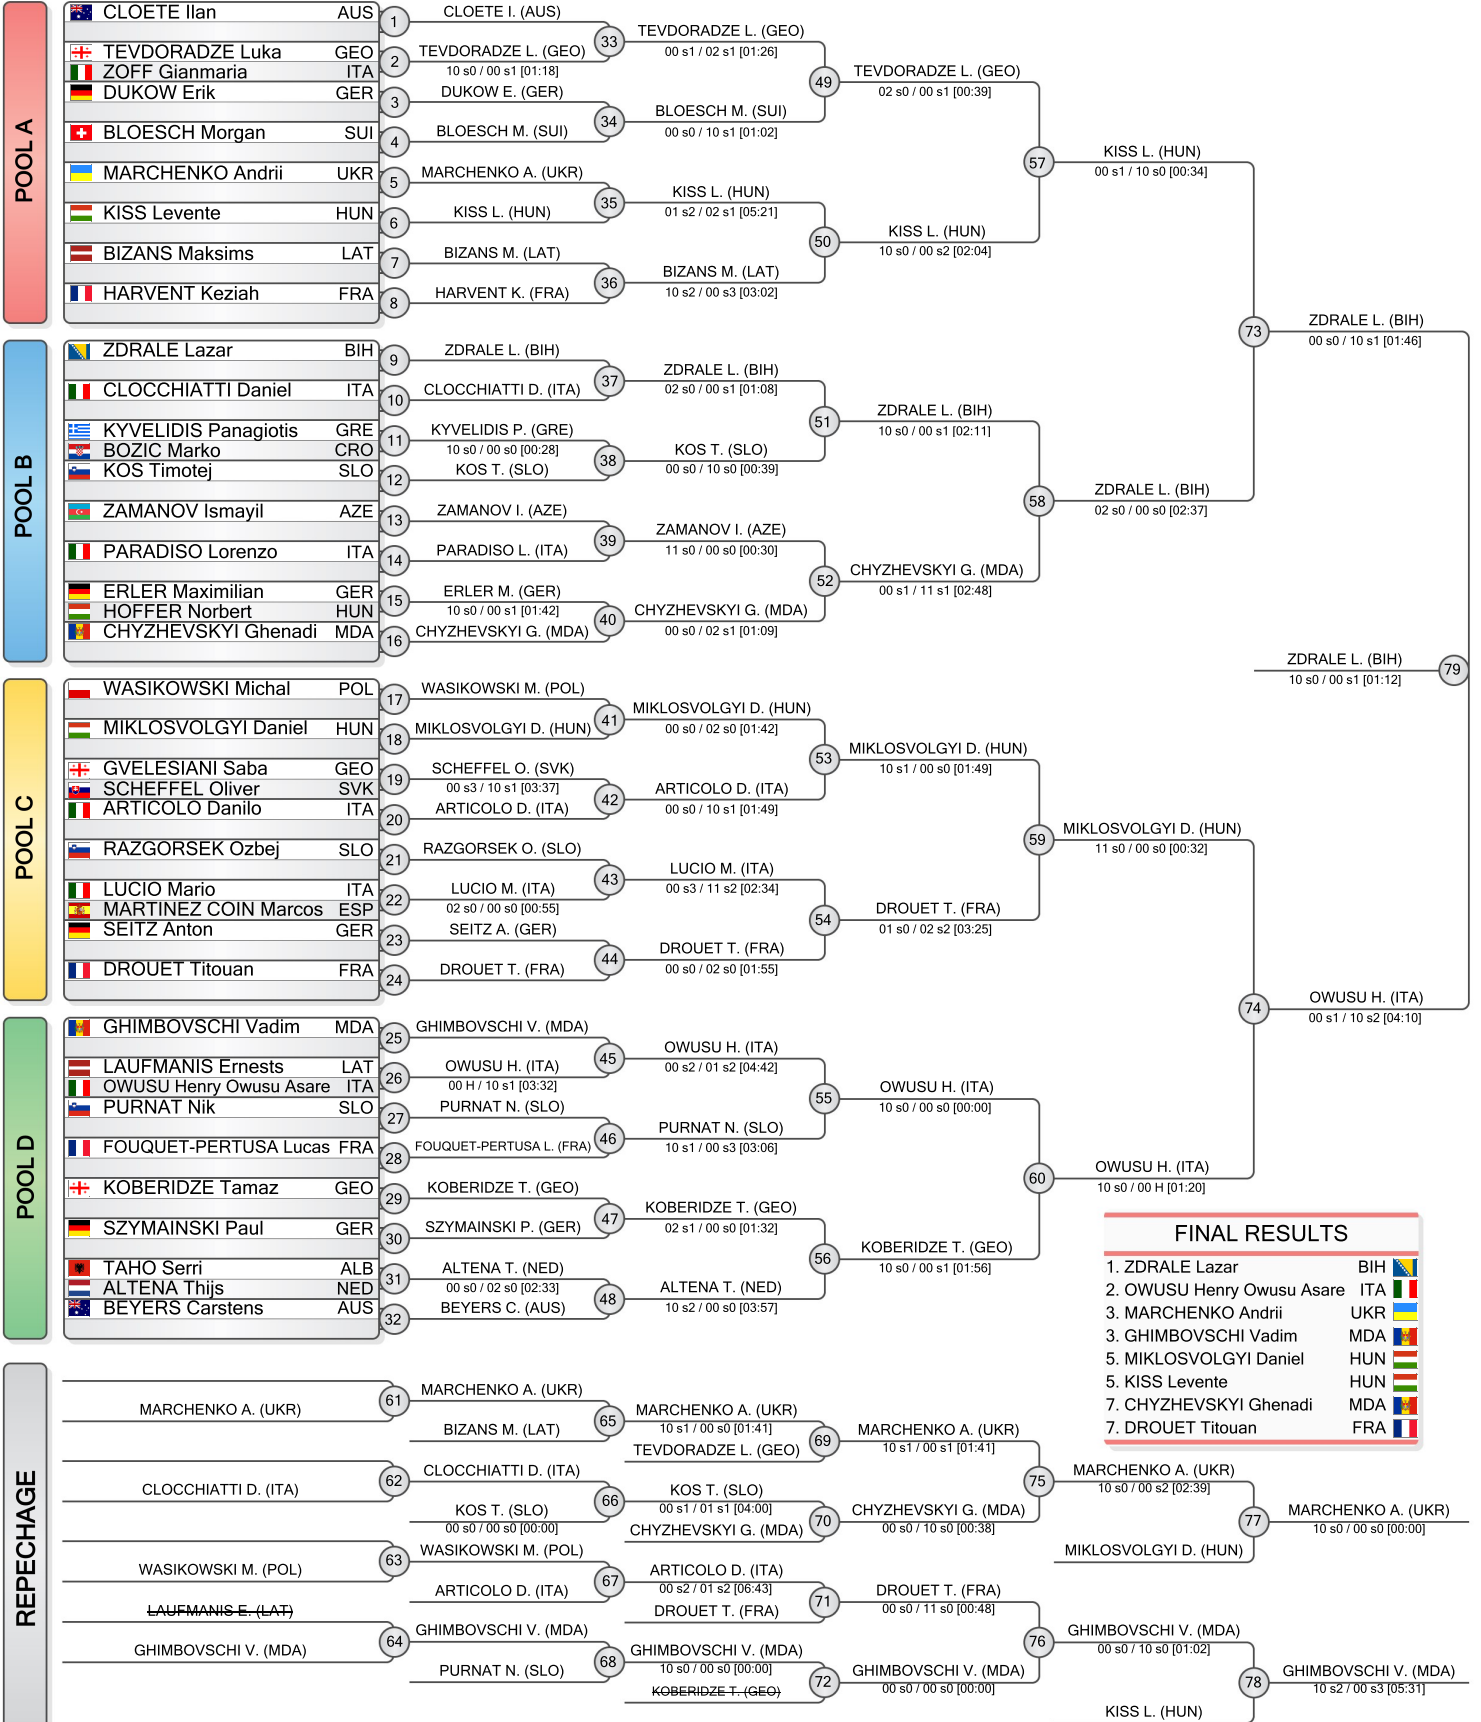 POOL A
CLOETE Ilan AUS
TEVDORADZE Luka GEO
ZOFF Gianmaria ITA
DUKOW Erik GER
BLOESCH Morgan SUI
MARCHENKO Andrii UKR
KISS Levente HUN
BIZANS Maksims LAT
HARVENT Keziah FRA
1
2
3
4
5
6
7
8
CLOETE I. (AUS)
TEVDORADZE L. (GEO)
10 s0 / 00 s1 [01:18]
DUKOW E. (GER)
BLOESCH M. (SUI)
MARCHENKO A. (UKR)
KISS L. (HUN)
BIZANS M. (LAT)
HARVENT K. (FRA)
33
34
35
36
TEVDORADZE L. (GEO)
00 s1 / 02 s1 [01:26]
BLOESCH M. (SUI)
00 s0 / 10 s1 [01:02]
KISS L. (HUN)
01 s2 / 02 s1 [05:21]
BIZANS M. (LAT)
10 s2 / 00 s3 [03:02]
49
50
TEVDORADZE L. (GEO)
02 s0 / 00 s1 [00:39]
KISS L. (HUN)
10 s0 / 00 s2 [02:04]
57
KISS L. (HUN)
00 s1 / 10 s0 [00:34]
POOL B
ZDRALE Lazar BIH
CLOCCHIATTI Daniel ITA
KYVELIDIS Panagiotis GRE
BOZIC Marko CRO
KOS Timotej SLO
ZAMANOV Ismayil AZE
PARADISO Lorenzo ITA
ERLER Maximilian GER
HOFFER Norbert HUN
CHYZHEVSKYI Ghenadi MDA
9
10
11
12
13
14
15
16
ZDRALE L. (BIH)
CLOCCHIATTI D. (ITA)
KYVELIDIS P. (GRE)
10 s0 / 00 s0 [00:28]
KOS T. (SLO)
ZAMANOV I. (AZE)
PARADISO L. (ITA)
ERLER M. (GER)
10 s0 / 00 s1 [01:42]
CHYZHEVSKYI G. (MDA)
37
38
39
40
ZDRALE L. (BIH)
02 s0 / 00 s1 [01:08]
KOS T. (SLO)
00 s0 / 10 s0 [00:39]
ZAMANOV I. (AZE)
11 s0 / 00 s0 [00:30]
CHYZHEVSKYI G. (MDA)
00 s0 / 02 s1 [01:09]
51
52
ZDRALE L. (BIH)
10 s0 / 00 s1 [02:11]
CHYZHEVSKYI G. (MDA)
00 s1 / 11 s1 [02:48]
58
ZDRALE L. (BIH)
02 s0 / 00 s0 [02:37]
73
ZDRALE L. (BIH)
00 s0 / 10 s1 [01:46]
ZDRALE L. (BIH)
10 s0 / 00 s1 [01:12]
79
POOL C
WASIKOWSKI Michal POL
MIKLOSVOLGYI Daniel HUN
GVELESIANI Saba GEO
SCHEFFEL Oliver SVK
ARTICOLO Danilo ITA
RAZGORSEK Ozbej SLO
LUCIO Mario ITA
MARTINEZ COIN Marcos ESP
SEITZ Anton GER
DROUET Titouan FRA
17
18
19
20
21
22
23
24
WASIKOWSKI M. (POL)
MIKLOSVOLGYI D. (HUN)
SCHEFFEL O. (SVK)
00 s3 / 10 s1 [03:37]
ARTICOLO D. (ITA)
RAZGORSEK O. (SLO)
LUCIO M. (ITA)
02 s0 / 00 s0 [00:55]
SEITZ A. (GER)
DROUET T. (FRA)
41
42
43
44
MIKLOSVOLGYI D. (HUN)
00 s0 / 02 s0 [01:42]
ARTICOLO D. (ITA)
00 s0 / 10 s1 [01:49]
LUCIO M. (ITA)
00 s3 / 11 s2 [02:34]
DROUET T. (FRA)
00 s0 / 02 s0 [01:55]
53
54
MIKLOSVOLGYI D. (HUN)
10 s1 / 00 s0 [01:49]
DROUET T. (FRA)
01 s0 / 02 s2 [03:25]
59
MIKLOSVOLGYI D. (HUN)
11 s0 / 00 s0 [00:32]
74
OWUSU H. (ITA)
00 s1 / 10 s2 [04:10]
POOL D
GHIMBOVSCHI Vadim MDA
LAUFMANIS Ernests LAT
OWUSU Henry Owusu Asare ITA
PURNAT Nik SLO
FOUQUET-PERTUSA Lucas FRA
KOBERIDZE Tamaz GEO
SZYMAINSKI Paul GER
TAHO Serri ALB
ALTENA Thijs NED
BEYERS Carstens AUS
25
26
27
28
29
30
31
32
GHIMBOVSCHI V. (MDA)
OWUSU H. (ITA)
00 H / 10 s1 [03:32]
PURNAT N. (SLO)
FOUQUET-PERTUSA L. (FRA)
KOBERIDZE T. (GEO)
SZYMAINSKI P. (GER)
ALTENA T. (NED)
00 s0 / 02 s0 [02:33]
BEYERS C. (AUS)
45
46
47
48
OWUSU H. (ITA)
00 s2 / 01 s2 [04:42]
PURNAT N. (SLO)
10 s1 / 00 s3 [03:06]
KOBERIDZE T. (GEO)
02 s1 / 00 s0 [01:32]
ALTENA T. (NED)
10 s2 / 00 s0 [03:57]
55
56
OWUSU H. (ITA)
10 s0 / 00 s0 [00:00]
KOBERIDZE T. (GEO)
10 s0 / 00 s1 [01:56]
60
OWUSU H. (ITA)
10 s0 / 00 H [01:20]
FINAL RESULTS
1. ZDRALE Lazar BIH
2. OWUSU Henry Owusu Asare ITA
3. MARCHENKO Andrii UKR
3. GHIMBOVSCHI Vadim MDA
5. MIKLOSVOLGYI Daniel HUN
5. KISS Levente HUN
7. CHYZHEVSKYI Ghenadi MDA
7. DROUET Titouan FRA
REPECHAGE
MARCHENKO A. (UKR)
CLOCCHIATTI D. (ITA)
WASIKOWSKI M. (POL)
LAUFMANIS E. (LAT)
GHIMBOVSCHI V. (MDA)
61
62
63
64
MARCHENKO A. (UKR)
BIZANS M. (LAT)
CLOCCHIATTI D. (ITA)
KOS T. (SLO)
00 s0 / 00 s0 [00:00]
WASIKOWSKI M. (POL)
ARTICOLO D. (ITA)
GHIMBOVSCHI V. (MDA)
PURNAT N. (SLO)
65
66
67
68
MARCHENKO A. (UKR)
10 s1 / 00 s0 [01:41]
TEVDORADZE L. (GEO)
KOS T. (SLO)
00 s1 / 01 s1 [04:00]
CHYZHEVSKYI G. (MDA)
ARTICOLO D. (ITA)
00 s2 / 01 s2 [06:43]
DROUET T. (FRA)
GHIMBOVSCHI V. (MDA)
10 s0 / 00 s0 [00:00]
KOBERIDZE T. (GEO)
69
70
71
72
MARCHENKO A. (UKR)
10 s1 / 00 s1 [01:41]
CHYZHEVSKYI G. (MDA)
00 s0 / 10 s0 [00:38]
DROUET T. (FRA)
00 s0 / 11 s0 [00:48]
GHIMBOVSCHI V. (MDA)
00 s0 / 00 s0 [00:00]
75
76
MARCHENKO A. (UKR)
10 s0 / 00 s2 [02:39]
MIKLOSVOLGYI D. (HUN)
GHIMBOVSCHI V. (MDA)
00 s0 / 10 s0 [01:02]
KISS L. (HUN)
77
78
MARCHENKO A. (UKR)
10 s0 / 00 s0 [00:00]
GHIMBOVSCHI V. (MDA)
10 s2 / 00 s3 [05:31]